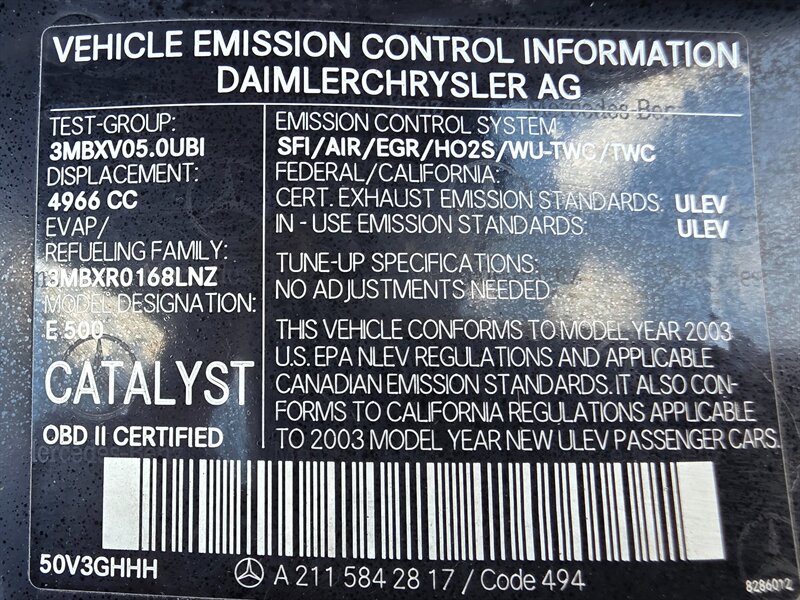 VEHICLE EMISSION CONTROL INFORMATION
DAIMLERCHRYSLER AG
TEST-GROUP:
3MBXV05.0UBI
DISPLACEMENT:
4966 CC
EVAP/
REFUELING FAMILY:
3MBXR0168LNZ
MODEL DESIGNATION:
E 500
CATALYST
OBD II CERTIFIED
EMISSION CONTROL SYSTEM
SFI/AIR/EGR/HO2S/WU-TWC/TWC
FEDERAL/CALIFORNIA:
CERT. EXHAUST EMISSION STANDARDS: ULEV
IN - USE EMISSION STANDARDS: ULEV
TUNE-UP SPECIFICATIONS:
NO ADJUSTMENTS NEEDED
THIS VEHICLE CONFORMS TO MODEL YEAR 2003
U.S. EPA NLEV REGULATIONS AND APPLICABLE
CANADIAN EMISSION STANDARDS. IT ALSO CON-
FORMS TO CALIFORNIA REGULATIONS APPLICABLE
TO 2003 MODEL YEAR NEW ULEV PASSENGER CARS.
50V3GHHH
A 211 584 28 17 / Code 494
8286012